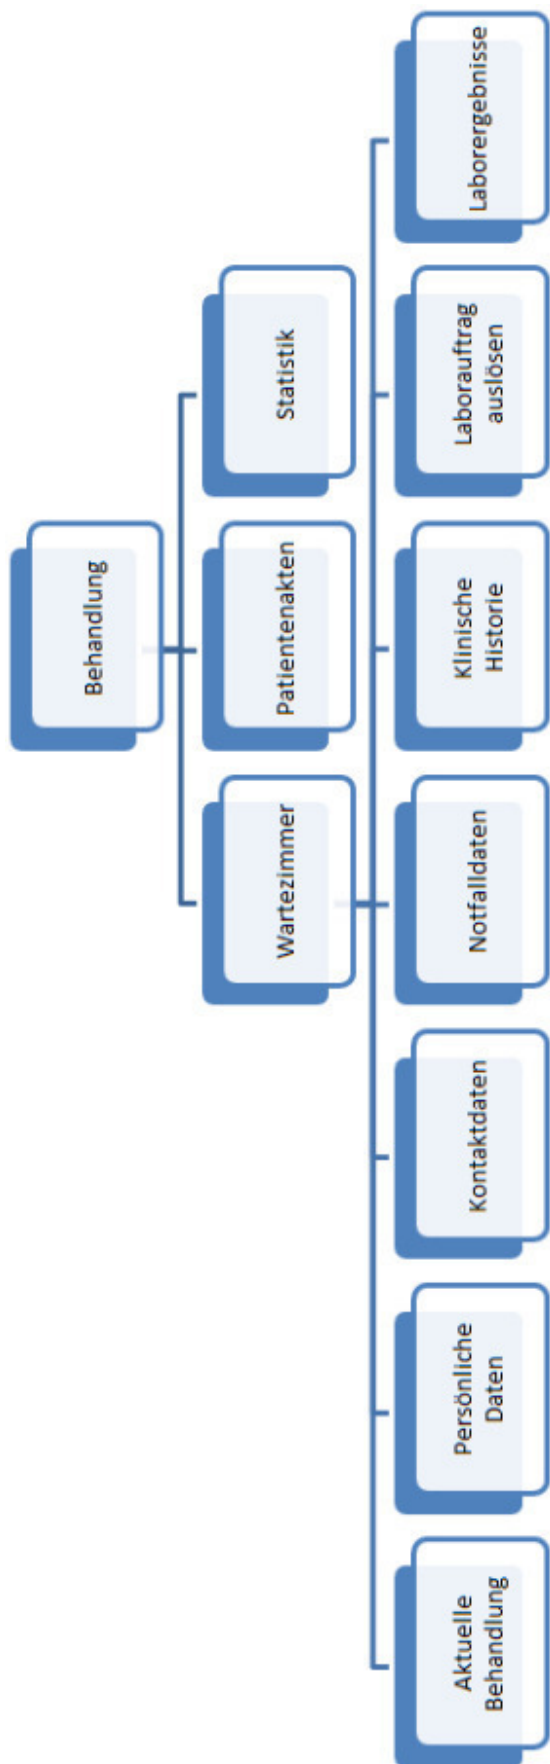 Behandlung
Wartezimmer
Patientenakten
Statistik
Aktuelle
Behandlung
Persönliche
Daten
Kontaktdaten
Notfalldaten
Klinische
Historie
Laborauftrag
auslösen
Laborergebnisse